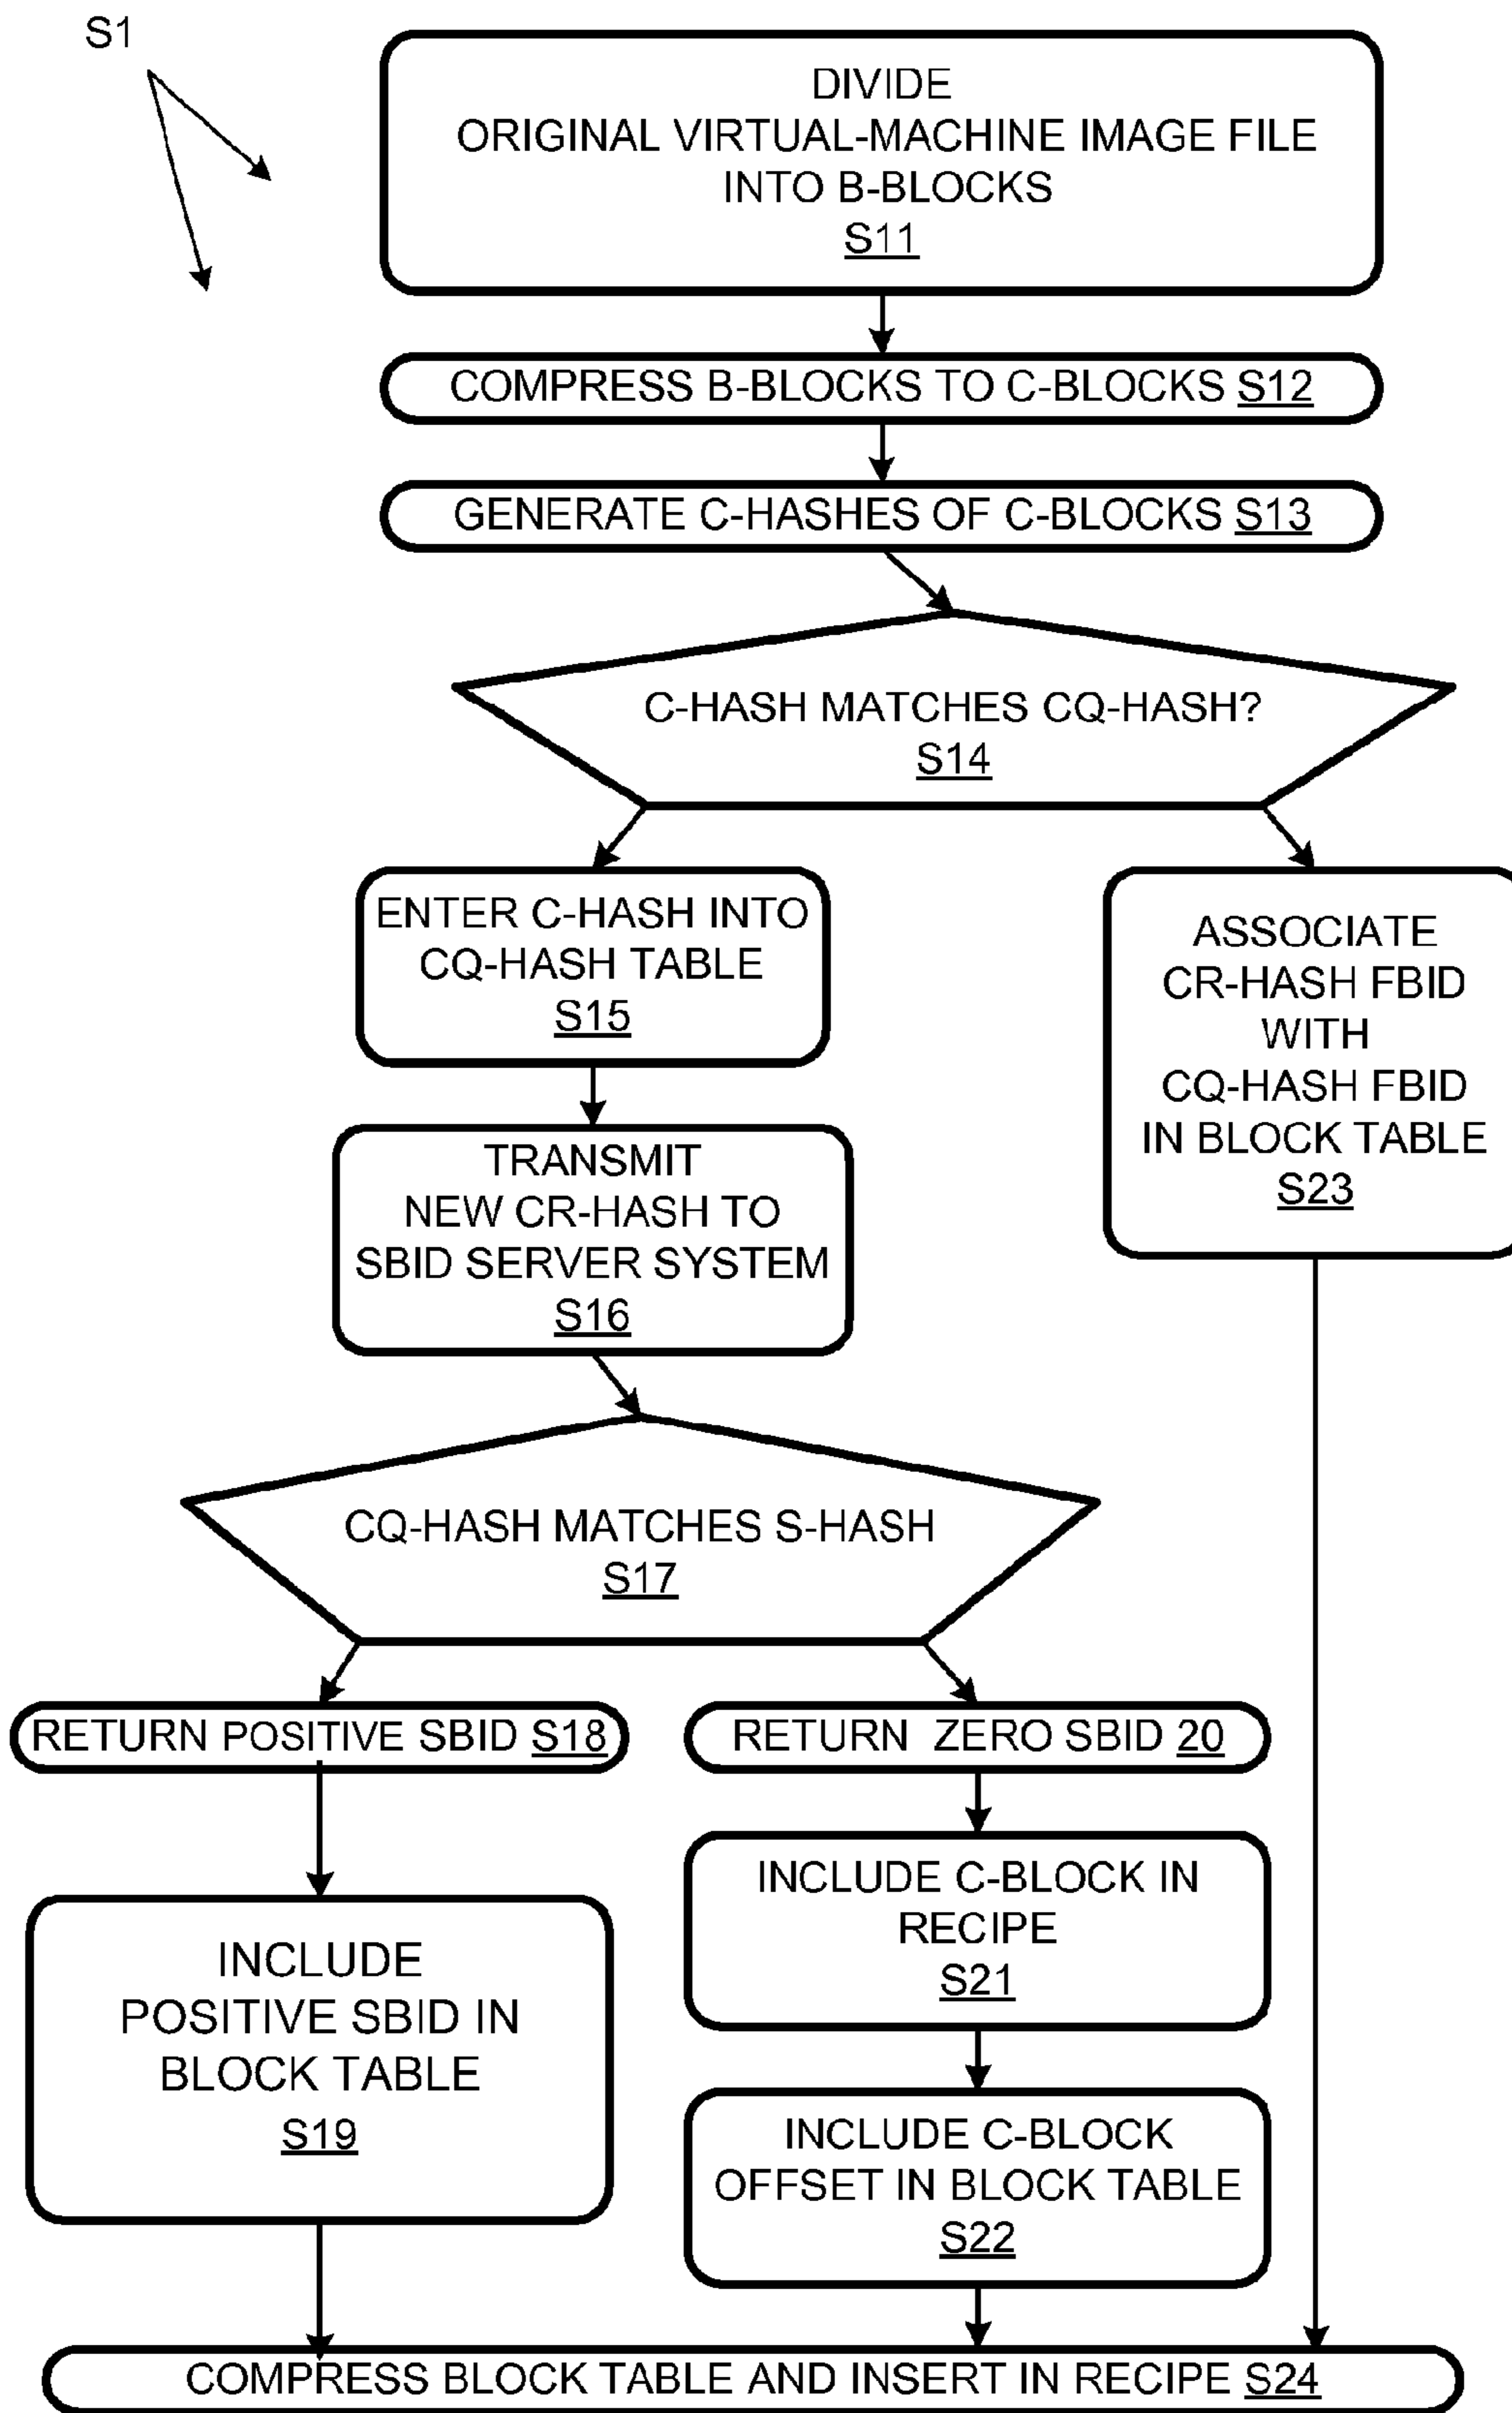 S1
DIVIDE
ORIGINAL VIRTUAL-MACHINE IMAGE FILE
INTO B-BLOCKS
S11
COMPRESS B-BLOCKS TO C-BLOCKS S12
GENERATE C-HASHES OF C-BLOCKS S13
C-HASH MATCHES CQ-HASH?
S14
ENTER C-HASH INTO
CQ-HASH TABLE
S15
ASSOCIATE
CR-HASH FBID
WITH
CQ-HASH FBID
IN BLOCK TABLE
S23
TRANSMIT
NEW CR-HASH TO
SBID SERVER SYSTEM
S16
CQ-HASH MATCHES S-HASH
S17
RETURN POSITIVE SBID S18
RETURN ZERO SBID 20
INCLUDE
POSITIVE SBID IN
BLOCK TABLE
S19
INCLUDE C-BLOCK IN
RECIPE
S21
INCLUDE C-BLOCK
OFFSET IN BLOCK TABLE
S22
COMPRESS BLOCK TABLE AND INSERT IN RECIPE S24